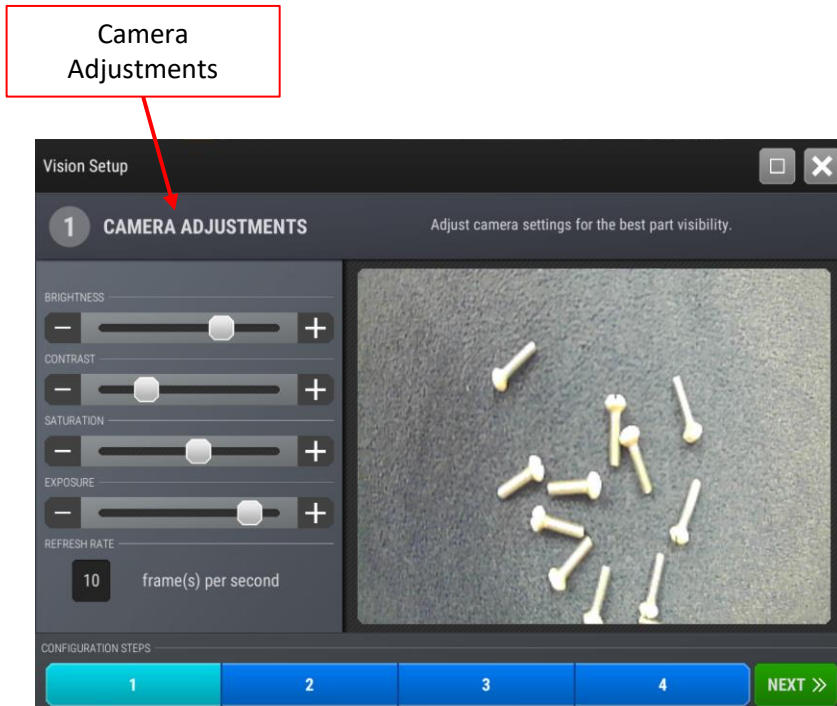 Camera
Adjustments
Vision Setup
1 CAMERA ADJUSTMENTS
Adjust camera settings for the best part visibility.
BRIGHTNESS
CONTRAST
SATURATION
EXPOSURE
REFRESH RATE
10 frame(s) per second
CONFIGURATION STEPS
1 2 3 4 NEXT